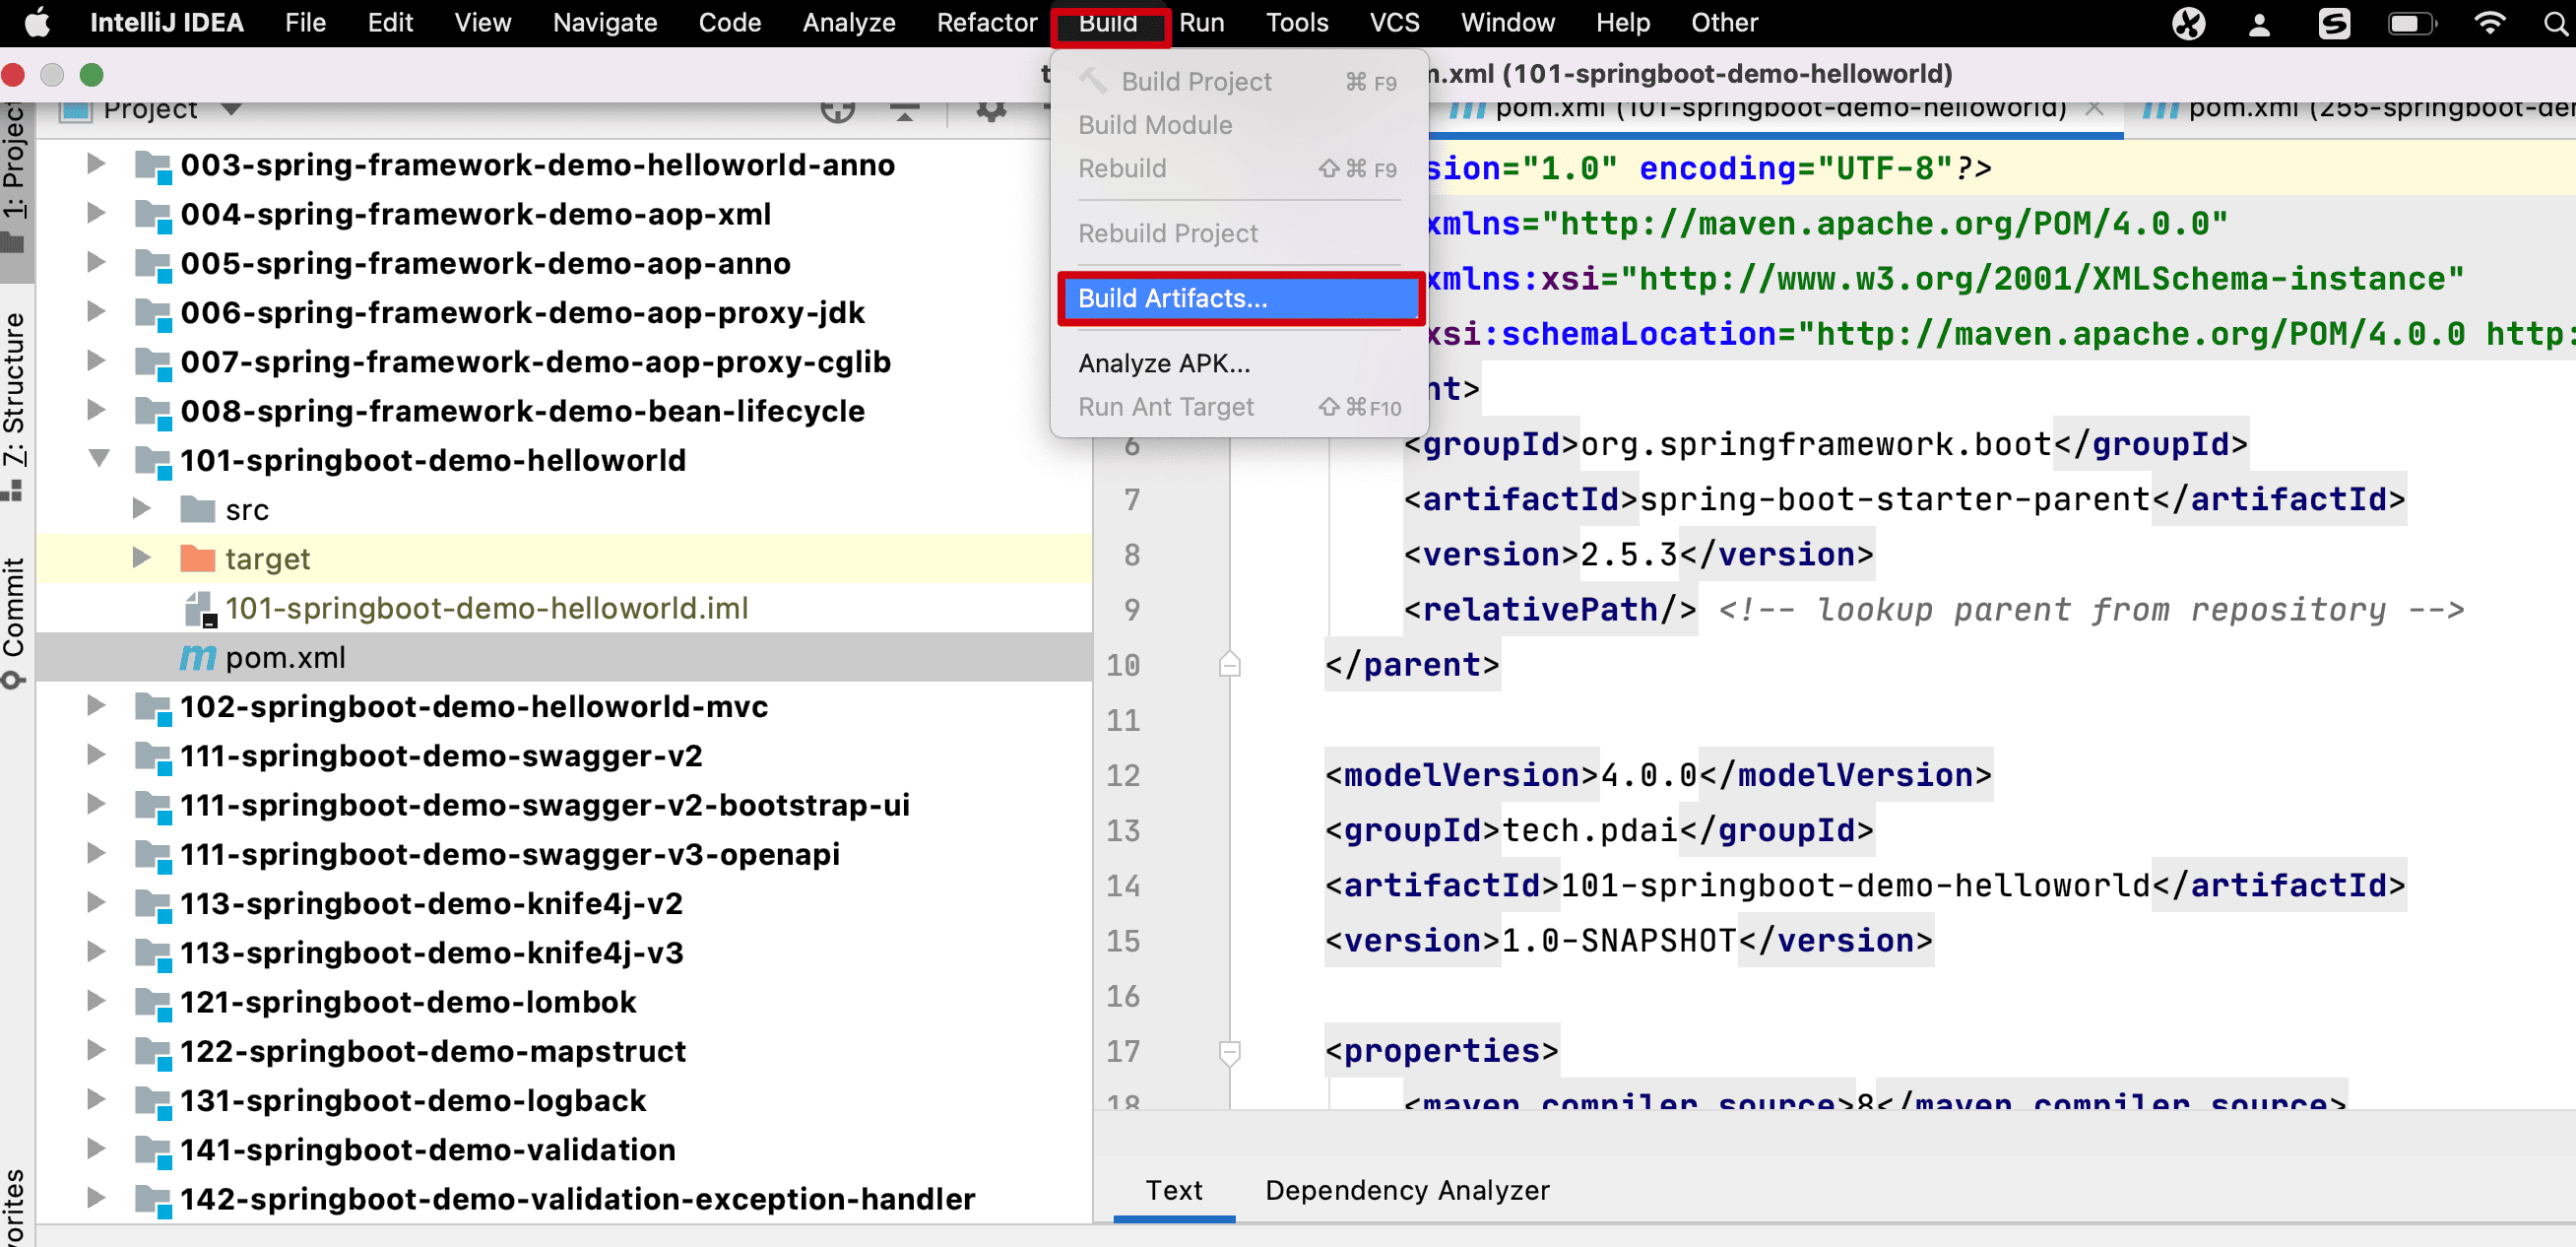 IntelliJ IDEA File Edit View Navigate Code Analyze Refactor Build Run Tools VCS Window Help Other
m.xml (101-springboot-demo-helloworld)
Project
pom.xml (101-springboot-demo-helloworld)
pom.xml (255-springboot-de
1: Project
Z: Structure
Commit
003-spring-framework-demo-helloworld-anno
004-spring-framework-demo-aop-xml
005-spring-framework-demo-aop-anno
006-spring-framework-demo-aop-proxy-jdk
007-spring-framework-demo-aop-proxy-cglib
008-spring-framework-demo-bean-lifecycle
101-springboot-demo-helloworld
src
target
101-springboot-demo-helloworld.iml
pom.xml
102-springboot-demo-helloworld-mvc
111-springboot-demo-swagger-v2
111-springboot-demo-swagger-v2-bootstrap-ui
111-springboot-demo-swagger-v3-openapi
113-springboot-demo-knife4j-v2
113-springboot-demo-knife4j-v3
121-springboot-demo-lombok
122-springboot-demo-mapstruct
131-springboot-demo-logback
141-springboot-demo-validation
142-springboot-demo-validation-exception-handler
Build Project ⌘ F9
Build Module
Rebuild ⇧ ⌘ F9
Rebuild Project
Build Artifacts...
Analyze APK...
Run Ant Target ⇧⌘F10
sion="1.0" encoding="UTF-8"?>
xmlns="http://maven.apache.org/POM/4.0.0"
xmlns:xsi="http://www.w3.org/2001/XMLSchema-instance"
xsi:schemaLocation="http://maven.apache.org/POM/4.0.0 http:
nt>
6 <groupId>org.springframework.boot</groupId>
7 <artifactId>spring-boot-starter-parent</artifactId>
8 <version>2.5.3</version>
9 <relativePath/> <!-- lookup parent from repository -->
10 </parent>
11
12 <modelVersion>4.0.0</modelVersion>
13 <groupId>tech.pdai</groupId>
14 <artifactId>101-springboot-demo-helloworld</artifactId>
15 <version>1.0-SNAPSHOT</version>
16
17 <properties>
18 <maven.compiler.source>8</maven.compiler.source>
Text Dependency Analyzer